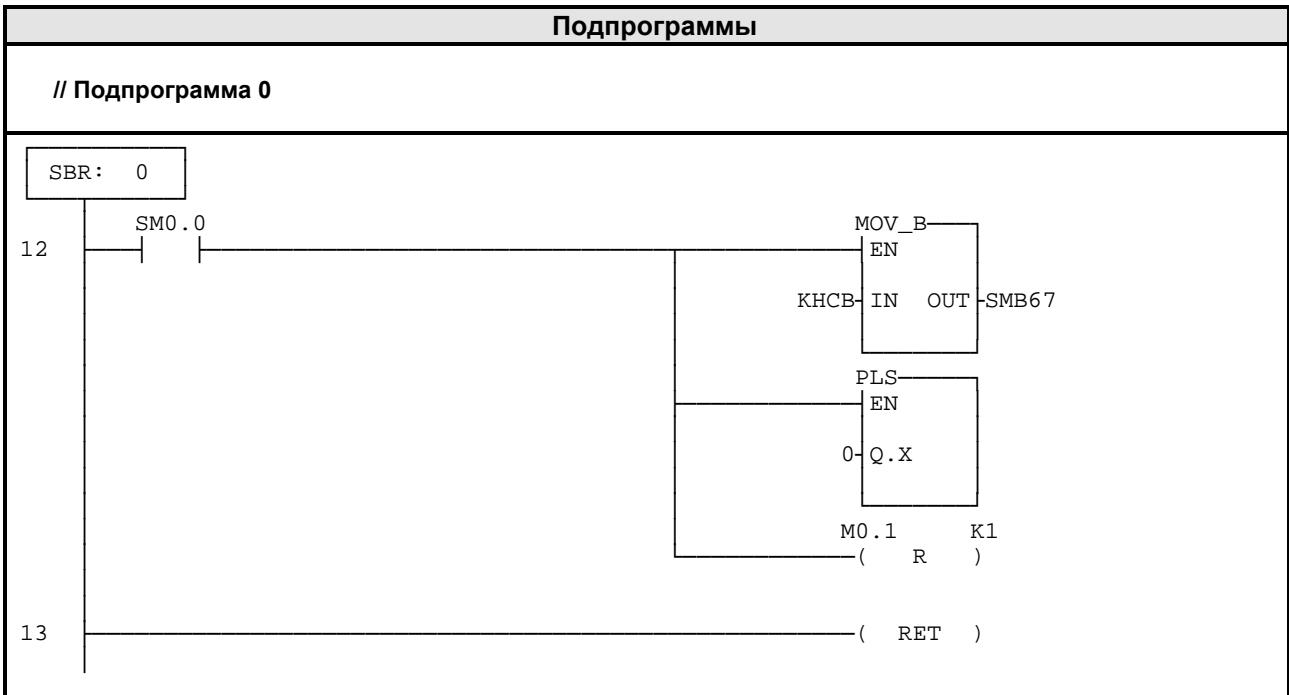 Подпрограммы
// Подпрограмма 0
SBR: 0
SM0.0 MOV_B
12 EN
KHCB IN OUT SMB67
PLS
EN
0 Q.X
M0.1 K1
( R )
13 ( RET )